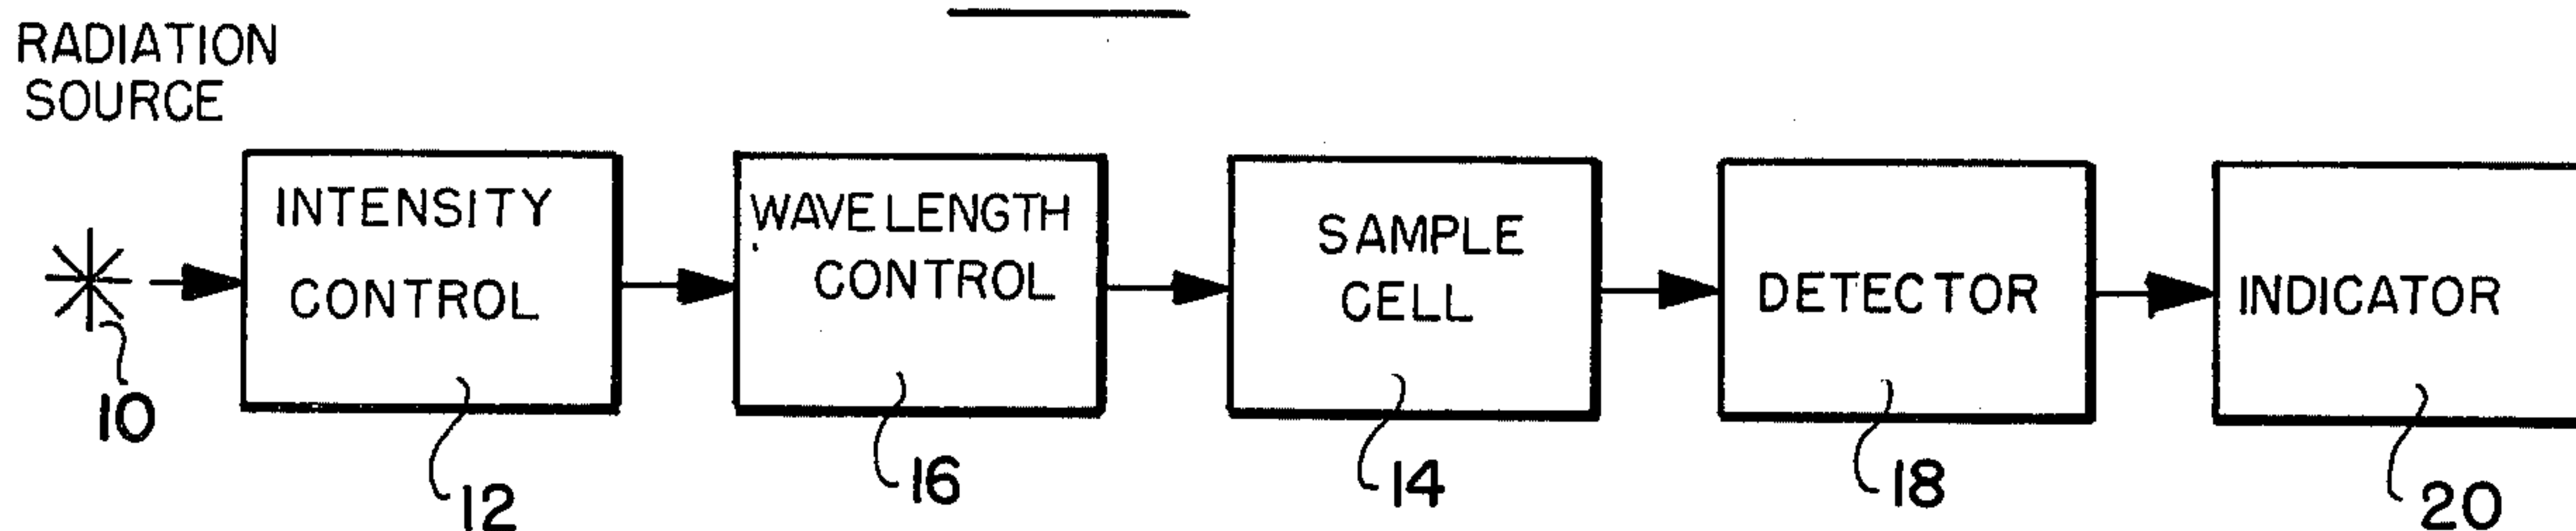 RADIATION
SOURCE
INTENSITY
CONTROL
WAVELENGTH
CONTROL
SAMPLE
CELL
DETECTOR
INDICATOR
10
12
16
14
18
20